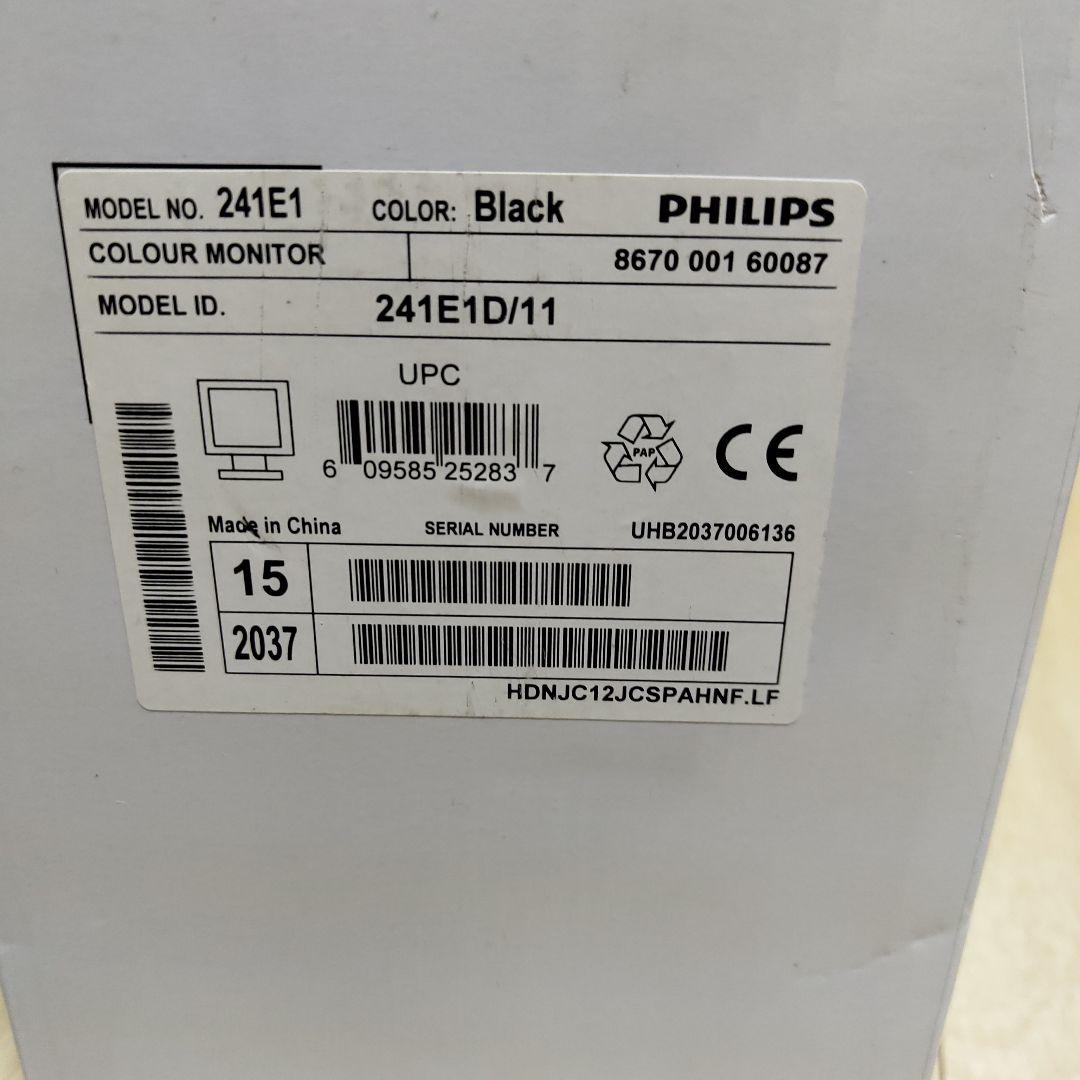 MODEL NO. 241E1 COLOR: Black PHILIPS
COLOUR MONITOR 8670 001 60087
MODEL ID. 241E1D/11
UPC
6 09585 25283 7
PAP
CE
Made in China SERIAL NUMBER UHB2037006136
15
2037
HDNJC12JCSPAHNF.LF